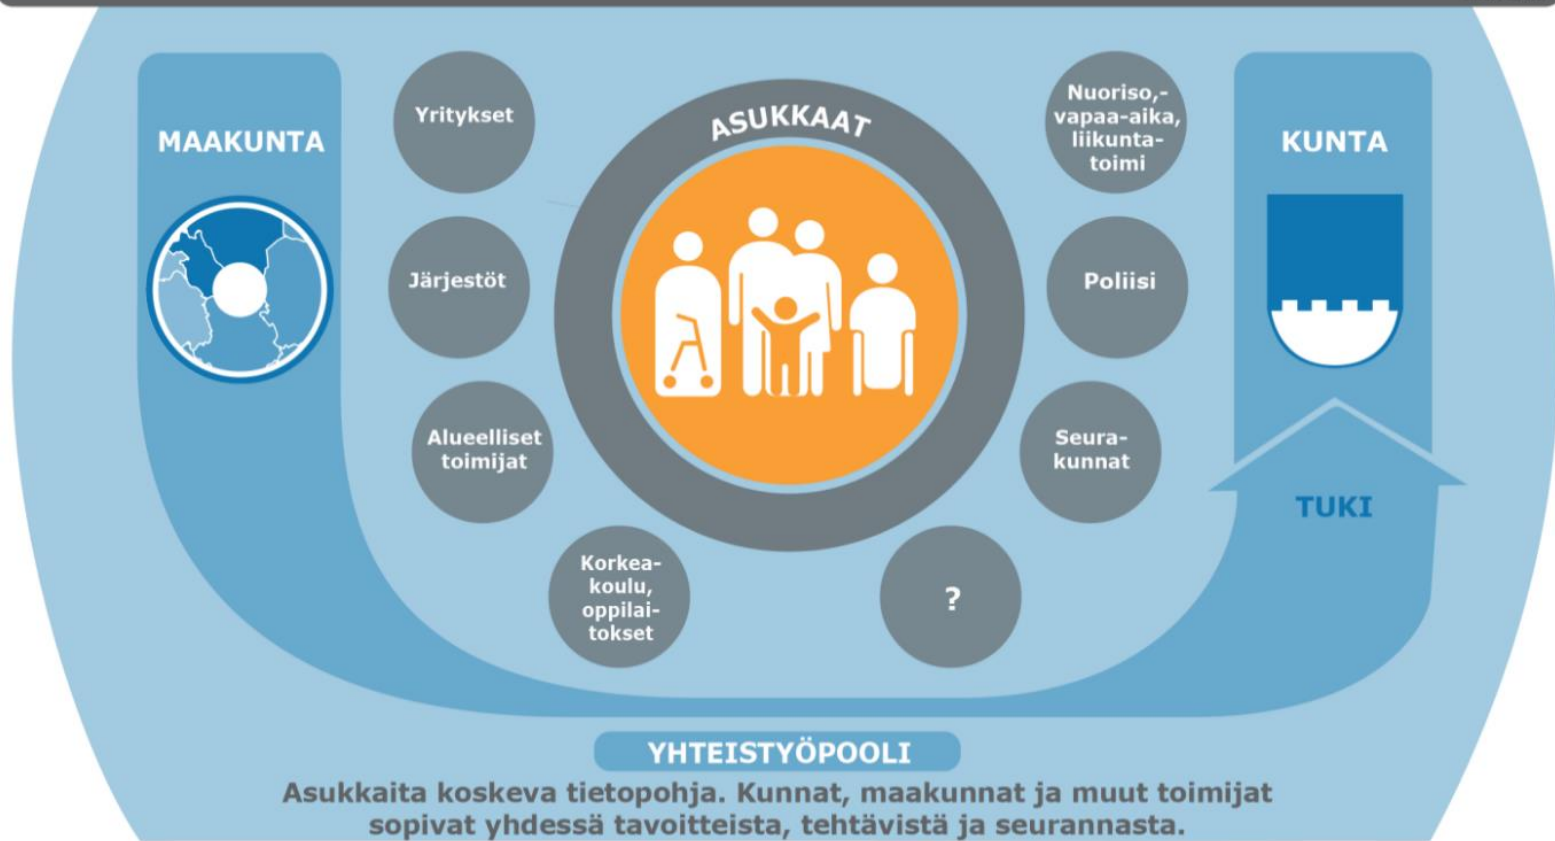 MAAKUNTA
Yritykset
Järjestöt
Alueelliset
toimijat
Korkea-
koulu,
oppilai-
tokset
ASUKKAAT
Nuoriso,-
vapaa-aika,
liikunta-
toimi
Poliisi
Seura-
kunnat
?
KUNTA
TUKI
YHTEISTYÖPOOLI
Asukkaita koskeva tietopohja. Kunnat, maakunnat ja muut toimijat
sopivat yhdessä tavoitteista, tehtävistä ja seurannasta.